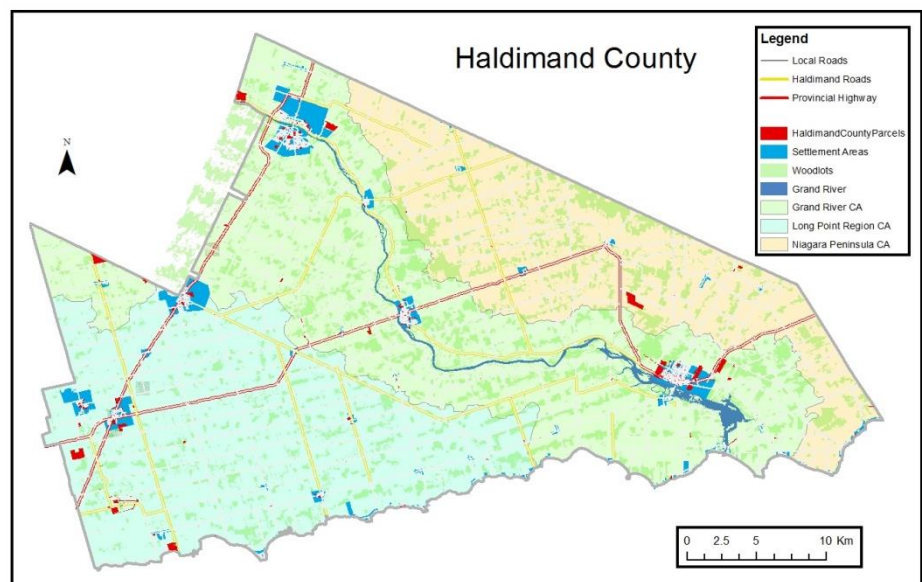 Haldimand County
Legend
Local Roads
Haldimand Roads
Provincial Highway
HaldimandCountyParcels
Settlement Areas
Woodlots
Grand River
Grand River CA
Long Point Region CA
Niagara Peninsula CA
N
0 2.5 5 10 Km